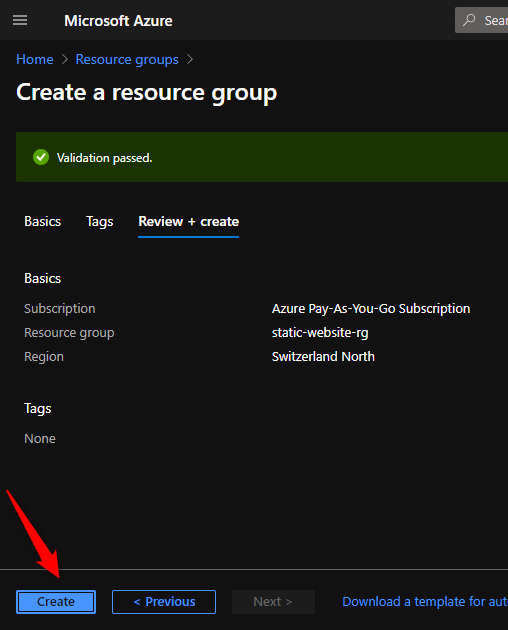 Microsoft Azure
Sear
Home > Resource groups >
Create a resource group
Validation passed.
Basics Tags Review + create
Basics
Subscription Azure Pay-As-You-Go Subscription
Resource group static-website-rg
Region Switzerland North
Tags
None
Create < Previous Next > Download a template for aut